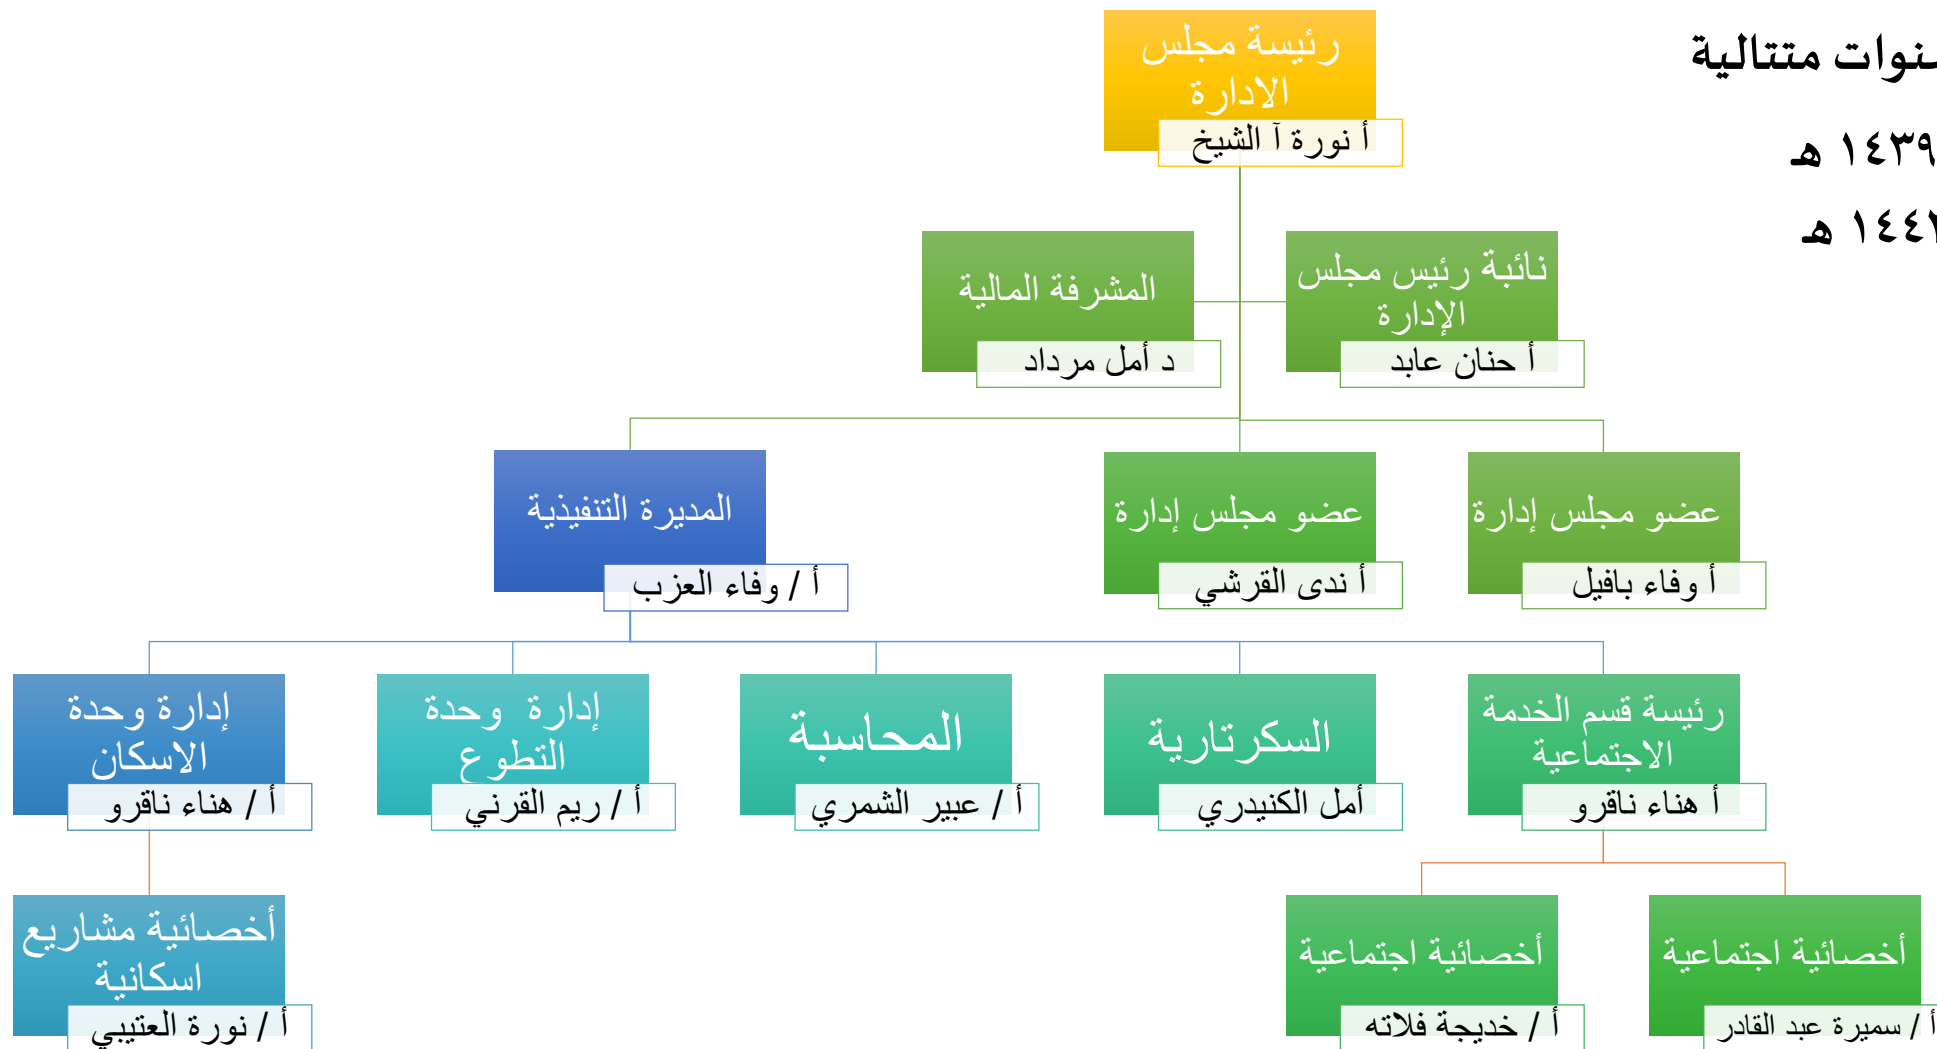 سنوات متتالية
١٤٣٩ هـ
هـ
رئيسة مجلس
الادارة
أ نورة آ الشيخ
نائبة رئيس مجلس
الإدارة
أ حنان عابد
المشرفة المالية
د أمل مرداد
عضو مجلس إدارة
أ وفاء بافيل
عضو مجلس إدارة
أ ندى القرشي
المديرة التنفيذية
أ / وفاء العزب
رئيسة قسم الخدمة
الاجتماعية
أ هناء ناقرو
السكرتارية
أمل الكنيدري
المحاسبة
أ / عبير الشمري
إدارة وحدة
التطوع
أ / ريم القرني
إدارة وحدة
الاسكان
أ / هناء ناقرو
أخصائية اجتماعية
أ / سميرة عبد القادر
أخصائية اجتماعية
أ / خديجة فلاته
أخصائية مشاريع
اسكانية
أ / نورة العتيبي